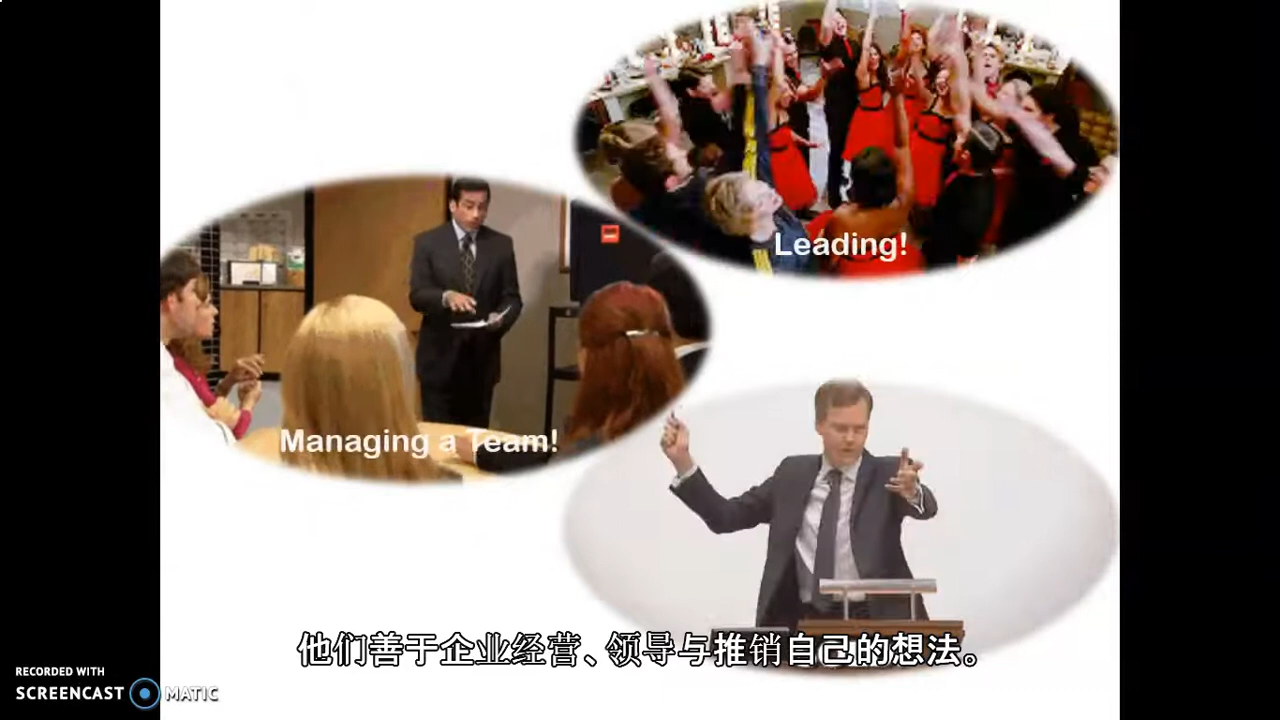 Leading!
Managing a Team!
他们善于企业经营、领导与推销自己的想法。
RECORDED WITH
SCREENCAST MATIC